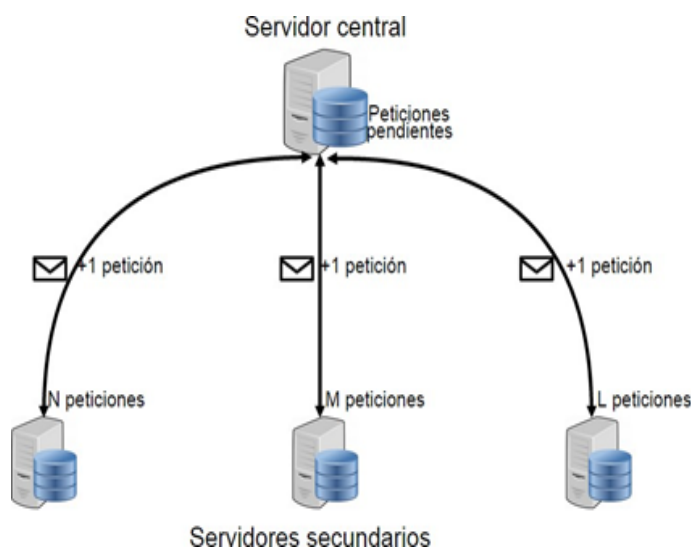 Servidor central
Peticiones
pendientes
+1 petición
+1 petición
+1 petición
N peticiones
M peticiones
L peticiones
Servidores secundarios